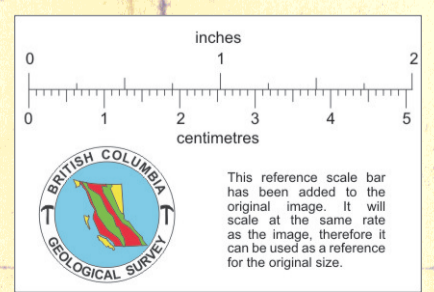 inches
0 1 2
0 1 2 3 4 5
centimetres
BRITISH COLUMBIA
GEOLOGICAL SURVEY
This reference scale bar
has been added to the
original image. It will
scale at the same rate
as the image, therefore it
can be used as a reference
for the original size.